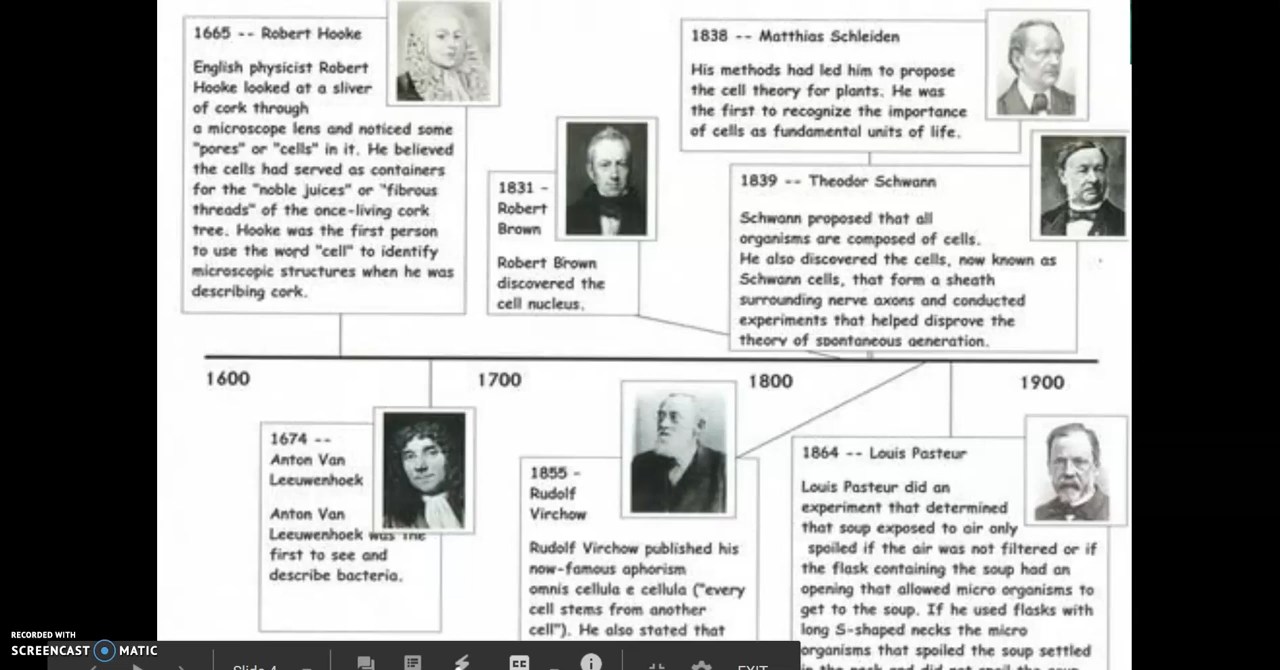 1665 -- Robert Hooke
English physicist Robert
Hooke looked at a sliver
of cork through
a microscope lens and noticed some
"pores" or "cells" in it. He believed
the cells had served as containers
for the "noble juices" or "fibrous
threads" of the once-living cork
tree. Hooke was the first person
to use the word "cell" to identify
microscopic structures when he was
describing cork.
1831 -
Robert
Brown
Robert Brown
discovered the
cell nucleus.
1838 -- Matthias Schleiden
His methods had led him to propose
the cell theory for plants. He was
the first to recognize the importance
of cells as fundamental units of life.
1839 -- Theodor Schwann
Schwann proposed that all
organisms are composed of cells.
He also discovered the cells, now known as
Schwann cells, that form a sheath
surrounding nerve axons and conducted
experiments that helped disprove the
theory of spontaneous generation.
1600
1700
1800
1900
1674 --
Anton Van
Leeuwenhoek
Anton Van
Leeuwenhoek was the
first to see and
describe bacteria.
1855 -
Rudolf
Virchow
Rudolf Virchow published his
now-famous aphorism
omnis cellula e cellula ("every
cell stems from another
cell"). He also stated that
1864 -- Louis Pasteur
Louis Pasteur did an
experiment that determined
that soup exposed to air only
spoiled if the air was not filtered or if
the flask containing the soup had an
opening that allowed micro organisms to
get to the soup. If he used flasks with
long S-shaped necks the micro
organisms that spoiled the soup settled
in the neck and did not spoil the soup
RECORDED WITH
SCREENCAST MATIC
Slide 4
CC
EXIT